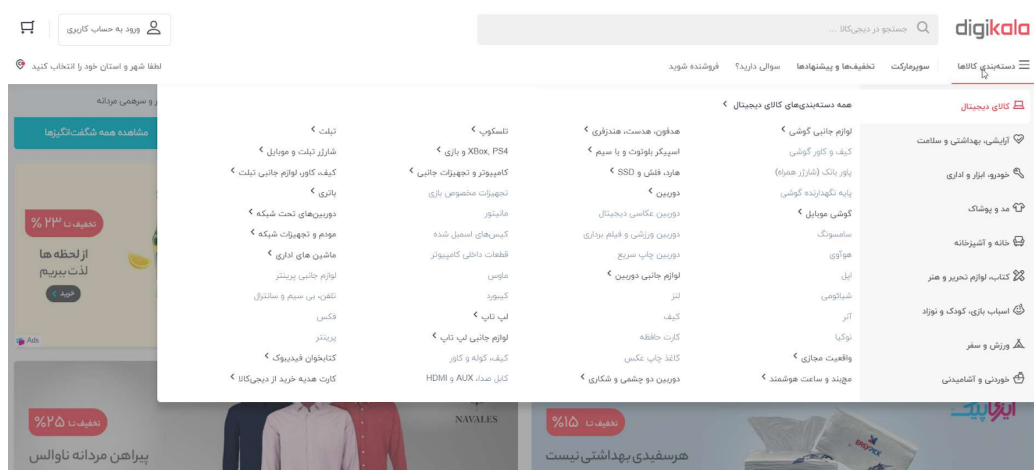 digikala
جستجو در دیجی‌کالا ...
ورود به حساب کاربری
دسته‌بندی کالاها
سوپرمارکت
تخفیف‌ها و پیشنهادها
سوالی دارید؟
فروشنده شوید
لطفا شهر و استان خود را انتخاب کنید
کالای دیجیتال
آرایشی، بهداشتی و سلامت
خودرو، ابزار و اداری
مد و پوشاک
خانه و آشپزخانه
کتاب، لوازم تحریر و هنر
اسباب بازی، کودک و نوزاد
ورزش و سفر
خوردنی و آشامیدنی
همه دسته‌بندی‌های کالای دیجیتال
لوازم جانبی گوشی
کیف و کاور گوشی
پاور بانک (شارژر همراه)
پایه نگهدارنده گوشی
گوشی موبایل
سامسونگ
هوآوی
اپل
شیائومی
آنر
نوکیا
واقعیت مجازی
مچ‌بند و ساعت هوشمند
هدفون، هدست، هندزفری
اسپیکر بلوتوث و با سیم
هارد، فلش و SSD
دوربین
دوربین عکاسی دیجیتال
دوربین ورزشی و فیلم برداری
دوربین چاپ سریع
لوازم جانبی دوربین
لنز
کیف
کارت حافظه
کاغذ چاپ عکس
دوربین دو چشمی و شکاری
تلسکوپ
XBox, PS4 و بازی
کامپیوتر و تجهیزات جانبی
تجهیزات مخصوص بازی
مانیتور
کیس‌های اسمبل شده
قطعات داخلی کامپیوتر
ماوس
کیبورد
لپ تاپ
لوازم جانبی لپ تاپ
کیف، کوله و کاور
کابل صدا، AUX و HDMI
تبلت
شارژر تبلت و موبایل
کیف، کاور، لوازم جانبی تبلت
باتری
دوربین‌های تحت شبکه
مودم و تجهیزات شبکه
ماشین های اداری
لوازم جانبی پرینتر
تلفن، بی سیم و سانترال
فکس
پرینتر
کتابخوان فیدیبوک
کارت هدیه خرید از دیجی‌کالا
و سرهمی مردانه
مشاهده همه شگفت‌انگیزها
تخفیف تا ۲۳%
از لحظه ها
لذت ببریم
خرید
Ads
ایزی‌پیک
تخفیف تا ۱۵%
هرسفیدی بهداشتی نیست
EASYPICK
NAVALES
تخفیف تا ۲۵%
پیراهن مردانه ناوالس